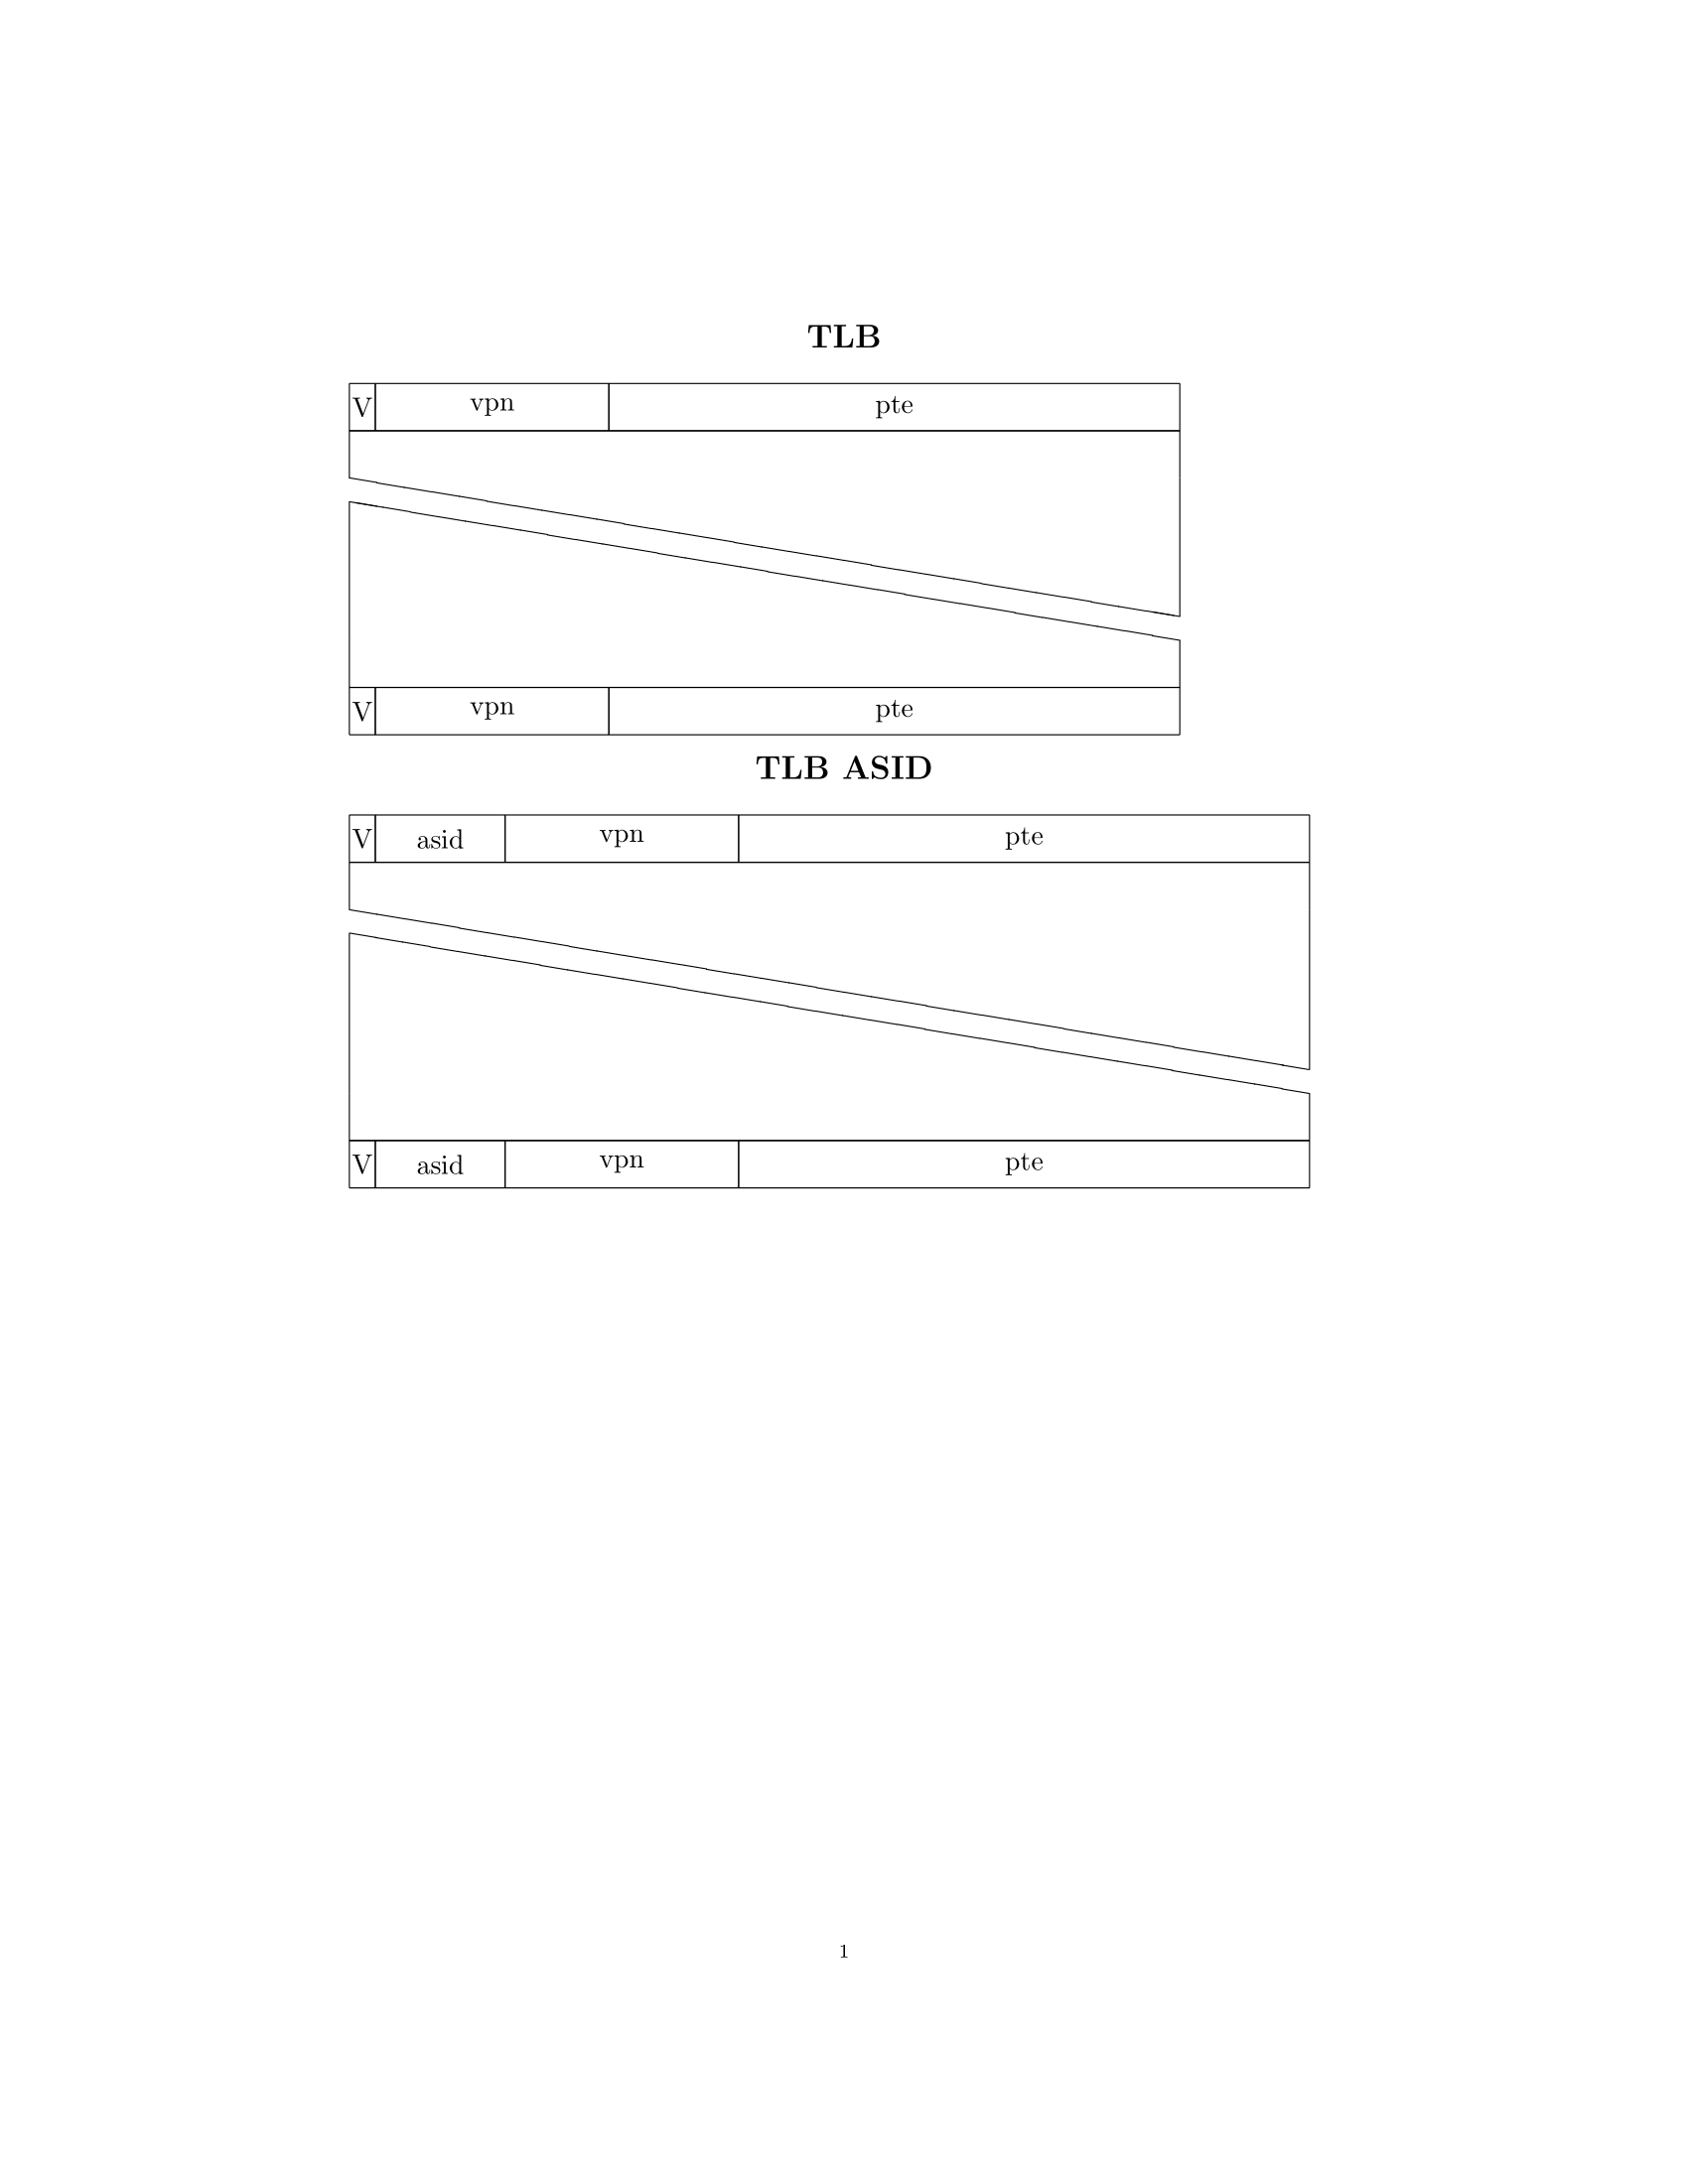 TLB
V vpn pte
V vpn pte
TLB ASID
V asid vpn pte
V asid vpn pte
1